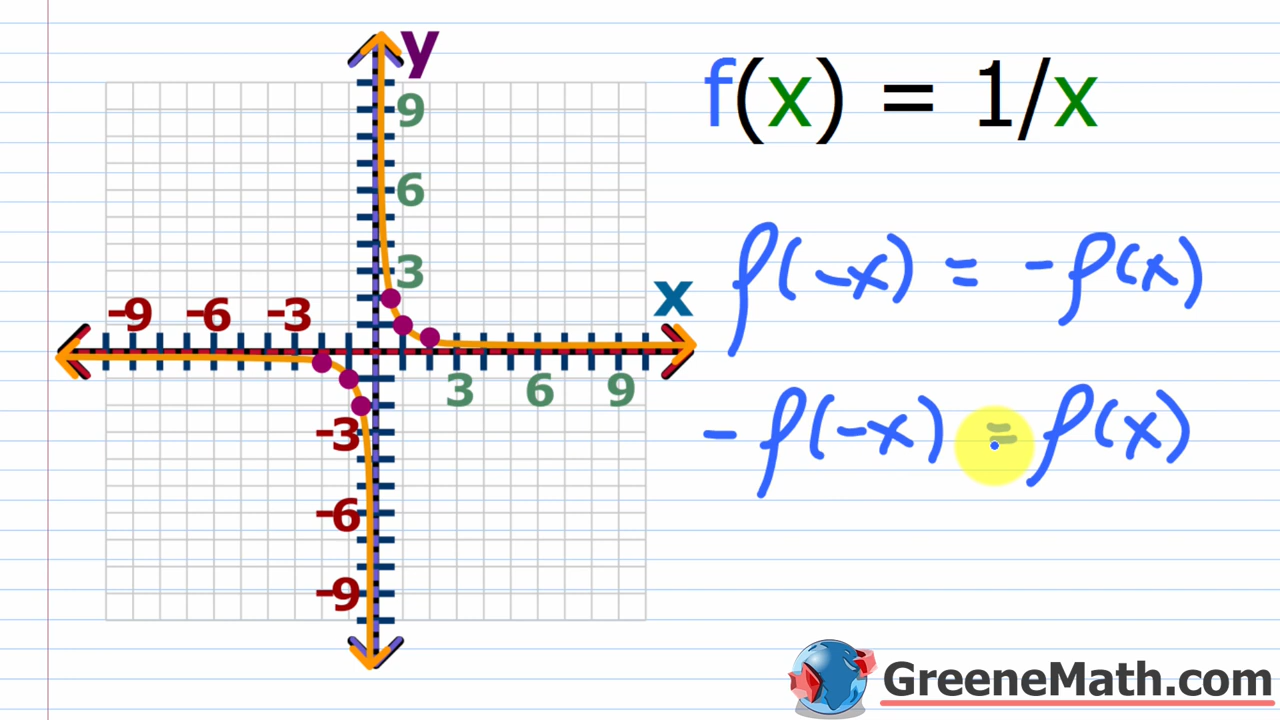 y
9
6
3
x
-9 -6 -3
3 6 9
-3
-6
-9
f(x) = 1/x
f(-x) = -f(x)
-f(-x) = f(x)
GreeneMath.com